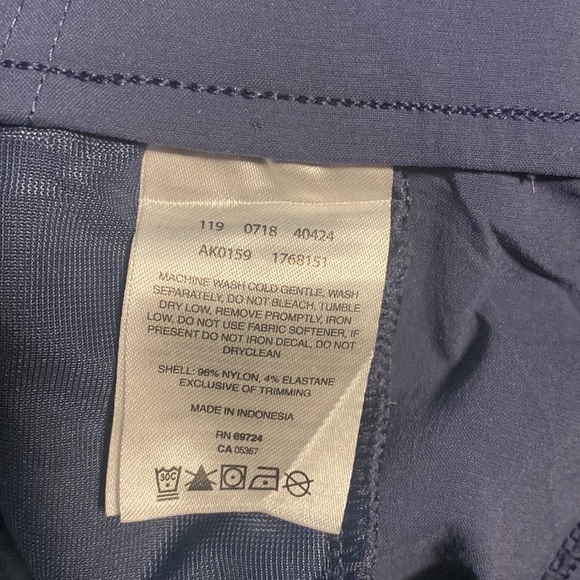 119 0718 40424
AK0159 1768151
MACHINE WASH COLD GENTLE, WASH
SEPARATELY, DO NOT BLEACH, TUMBLE
DRY LOW, REMOVE PROMPTLY, IRON
LOW, DO NOT USE FABRIC SOFTENER, IF
PRESENT DO NOT IRON DECAL, DO NOT
DRYCLEAN
SHELL: 96% NYLON, 4% ELASTANE
EXCLUSIVE OF TRIMMING
MADE IN INDONESIA
RN 69724
CA 05367
30C